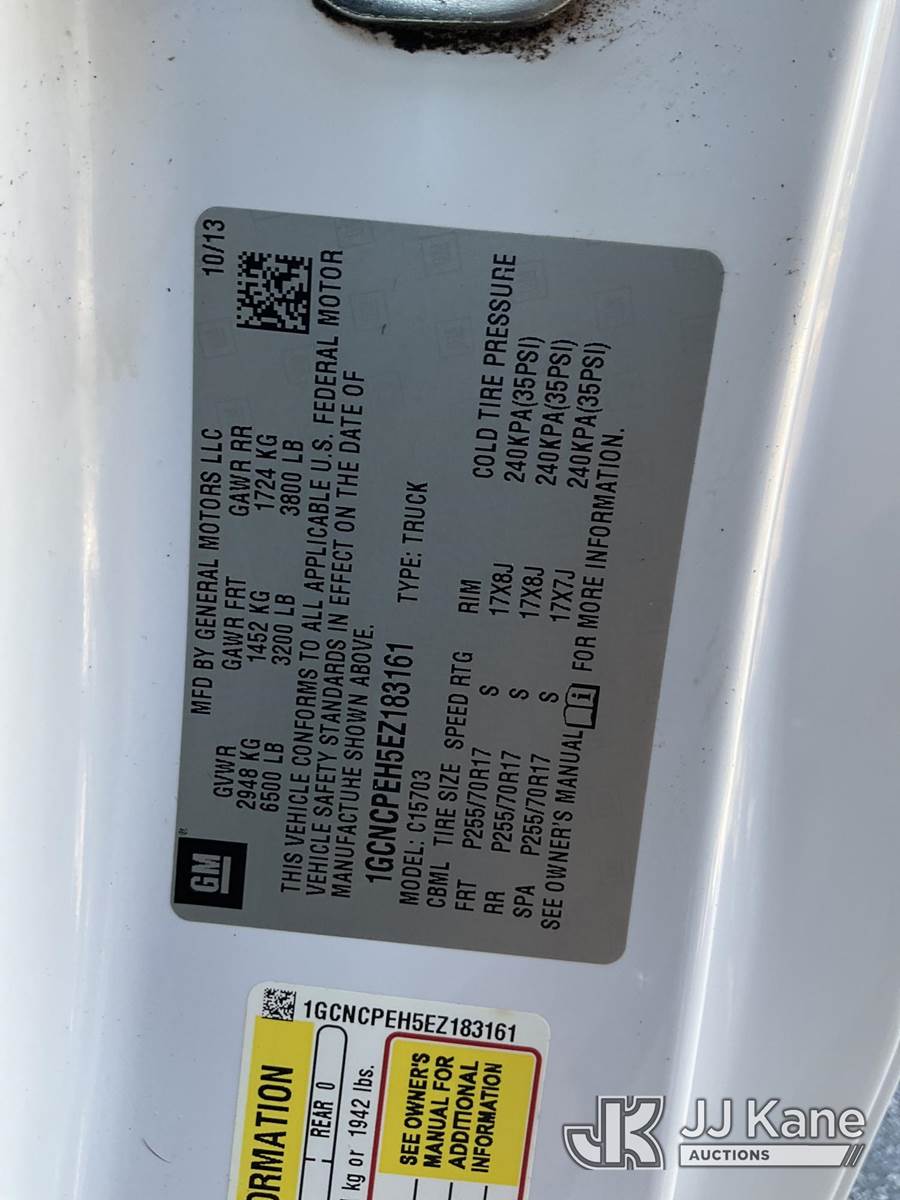 MFD BY GENERAL MOTORS LLC 10/13
GVWR GAWR FRT GAWR RR
2948 KG 1452 KG 1724 KG
6500 LB 3200 LB 3800 LB
THIS VEHICLE CONFORMS TO ALL APPLICABLE U.S. FEDERAL MOTOR
VEHICLE SAFETY STANDARDS IN EFFECT ON THE DATE OF
MANUFACTURE SHOWN ABOVE.
1GCNCPEH5EZ183161 TYPE: TRUCK
MODEL: C15703
CBML TIRE SIZE SPEED RTG RIM COLD TIRE PRESSURE
FRT P255/70R17 S 17X8J 240KPA(35PSI)
RR P255/70R17 S 17X8J 240KPA(35PSI)
SPA P255/70R17 S 17X7J 240KPA(35PSI)
SEE OWNER'S MANUAL FOR MORE INFORMATION.
GM
1GCNCPEH5EZ183161
ORMATION
REAR 0
kg or 1942 lbs.
SEE OWNER'S
MANUAL FOR
ADDITIONAL
INFORMATION
JK JJ Kane
AUCTIONS